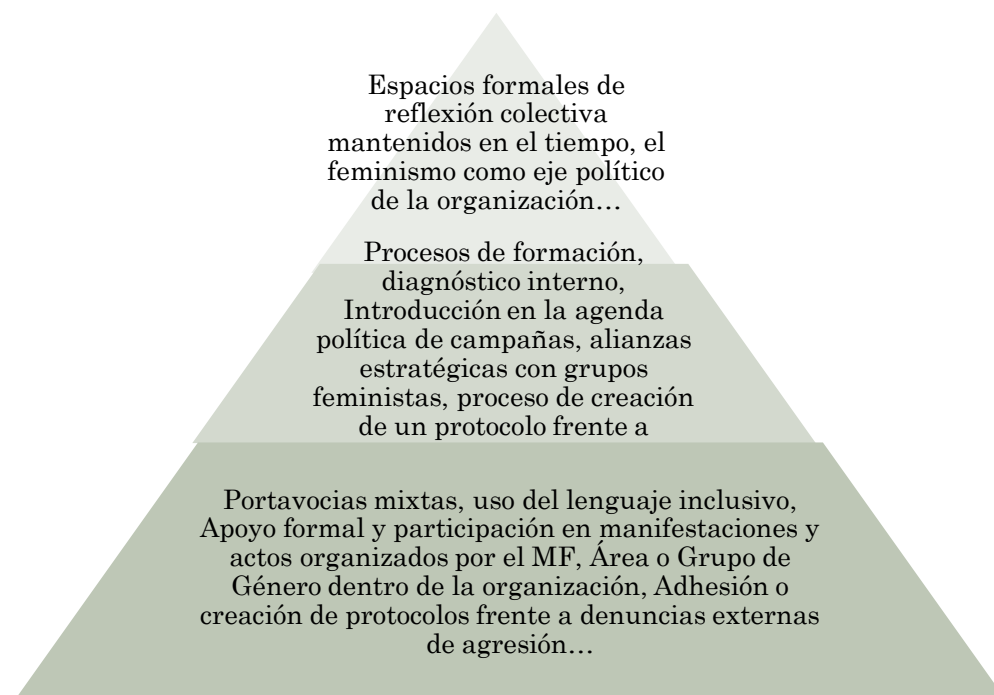 Espacios formales de
reflexión colectiva
mantenidos en el tiempo, el
feminismo como eje político
de la organización…
Procesos de formación,
diagnóstico interno,
Introducción en la agenda
política de campañas, alianzas
estratégicas con grupos
feministas, proceso de creación
de un protocolo frente a
Portavocias mixtas, uso del lenguaje inclusivo,
Apoyo formal y participación en manifestaciones y
actos organizados por el MF, Área o Grupo de
Género dentro de la organización, Adhesión o
creación de protocolos frente a denuncias externas
de agresión…